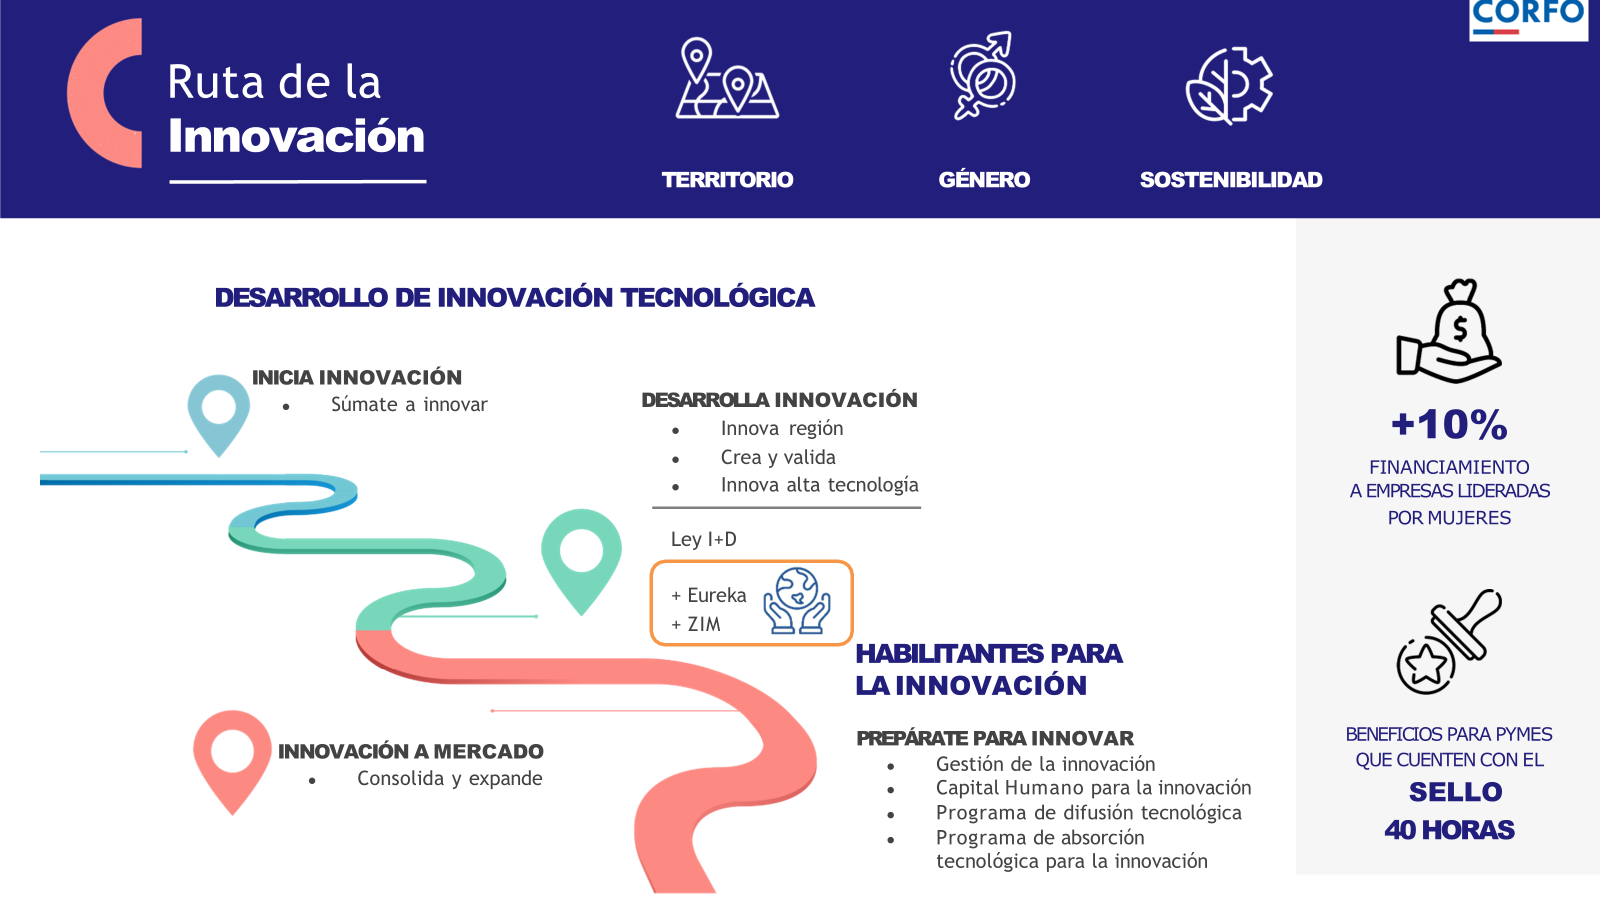 CORFO
Ruta de la
Innovación
TERRITORIO
GÉNERO
SOSTENIBILIDAD
DESARROLLO DE INNOVACIÓN TECNOLÓGICA
INICIA INNOVACIÓN
• Súmate a innovar
DESARROLLA INNOVACIÓN
• Innova región
• Crea y valida
• Innova alta tecnología
Ley I+D
+ Eureka
+ ZIM
INNOVACIÓN A MERCADO
• Consolida y expande
HABILITANTES PARA
LA INNOVACIÓN
PREPÁRATE PARA INNOVAR
• Gestión de la innovación
• Capital Humano para la innovación
• Programa de difusión tecnológica
• Programa de absorción
tecnológica para la innovación
$
+10%
FINANCIAMIENTO
A EMPRESAS LIDERADAS
POR MUJERES
BENEFICIOS PARA PYMES
QUE CUENTEN CON EL
SELLO
40 HORAS